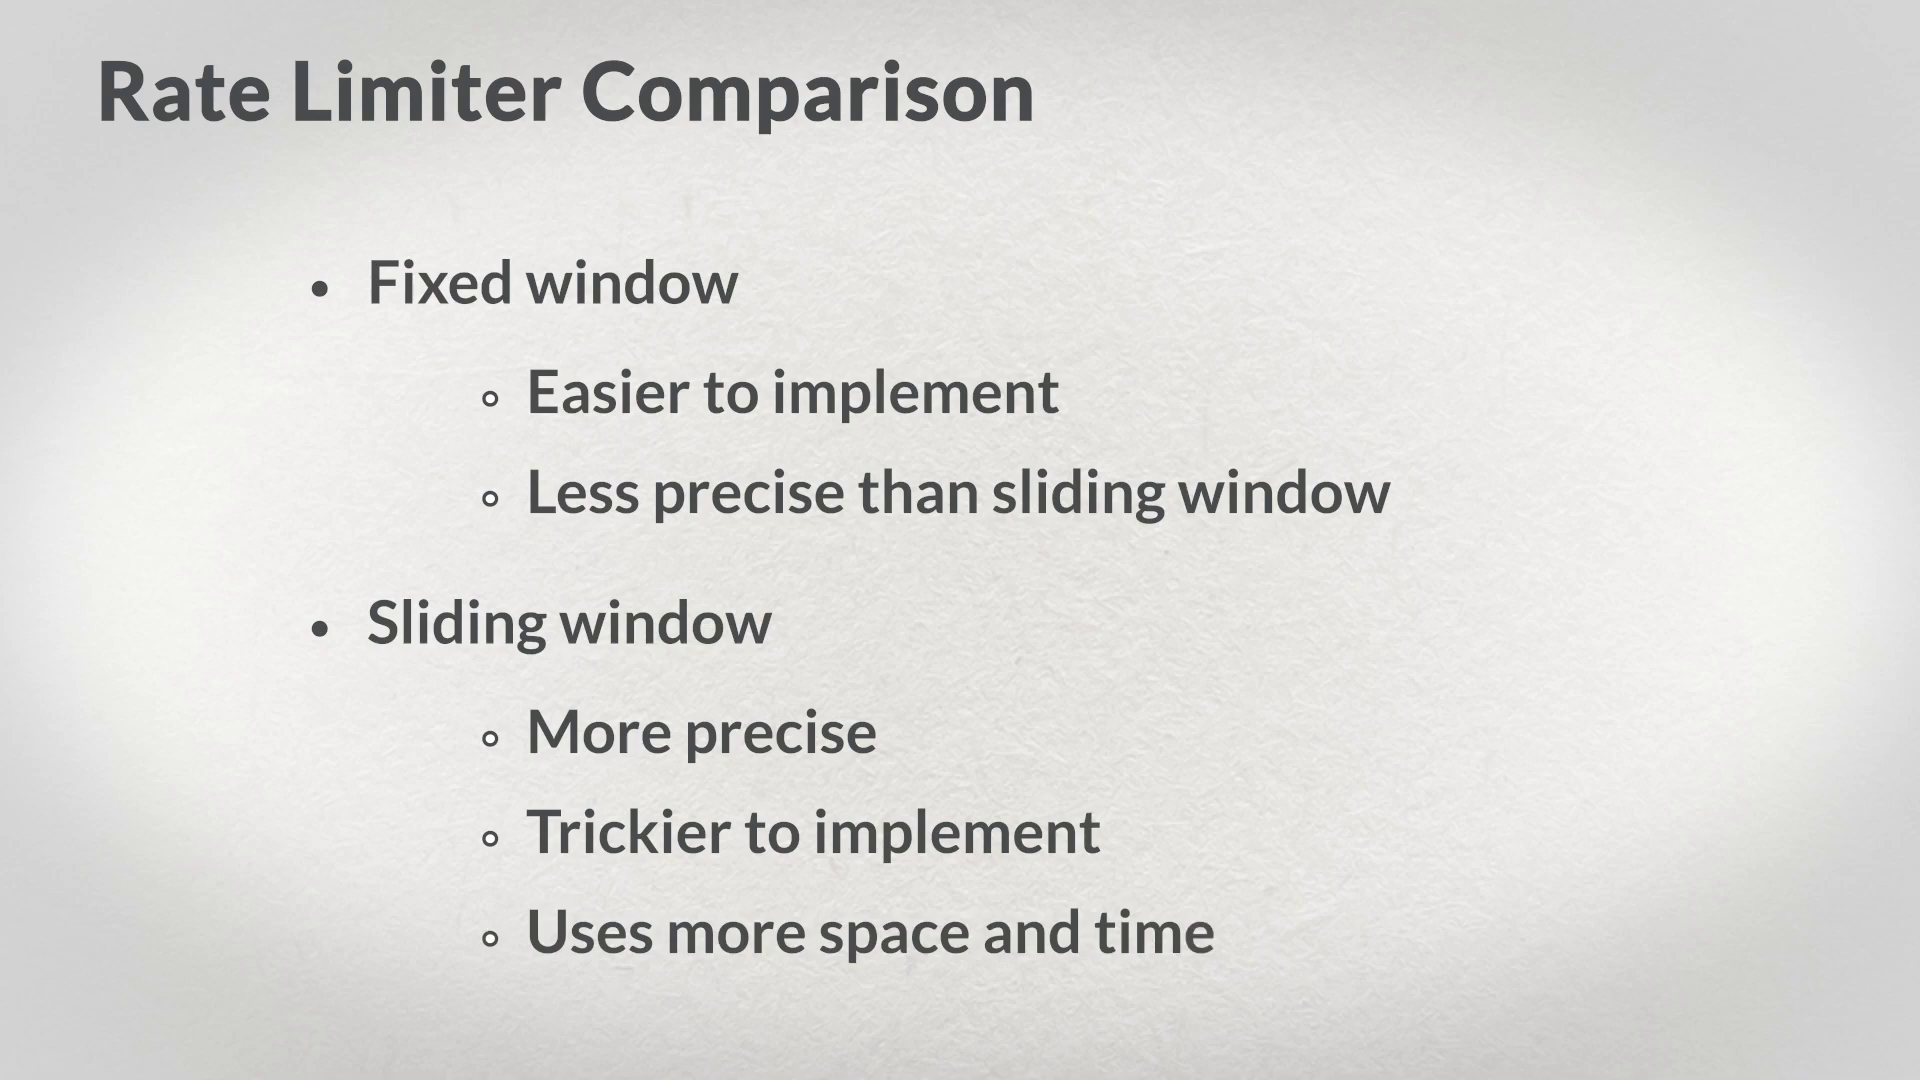 Rate Limiter Comparison
• Fixed window
◦ Easier to implement
◦ Less precise than sliding window
• Sliding window
◦ More precise
◦ Trickier to implement
◦ Uses more space and time